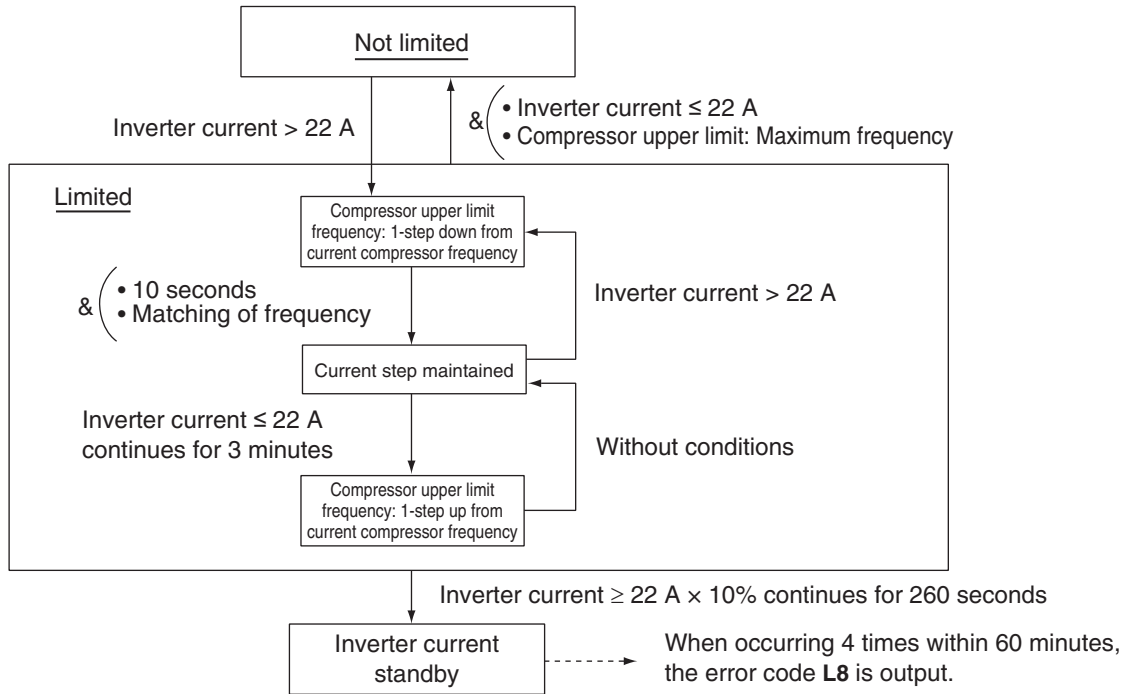 Not limited
Inverter current > 22 A
&
• Inverter current ≤ 22 A
• Compressor upper limit: Maximum frequency
Limited
Compressor upper limit
frequency: 1-step down from
current compressor frequency
&
• 10 seconds
• Matching of frequency
Inverter current > 22 A
Current step maintained
Inverter current ≤ 22 A
continues for 3 minutes
Without conditions
Compressor upper limit
frequency: 1-step up from
current compressor frequency
Inverter current ≥ 22 A × 10% continues for 260 seconds
Inverter current
standby
When occurring 4 times within 60 minutes,
the error code L8 is output.